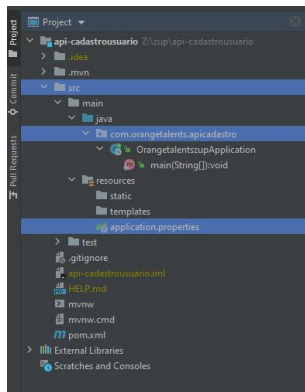 Project
Project
api-cadastrousuario Z:\zup\api-cadastrousuario
.idea
.mvn
src
main
java
com.orangetalents.apicadastro
OrangetalentszupApplication
main(String[]):void
resources
static
templates
application.properties
test
.gitignore
api-cadastrousuario.iml
HELP.md
mvnw
mvnw.cmd
pom.xml
External Libraries
Scratches and Consoles
Commit
Pull Requests